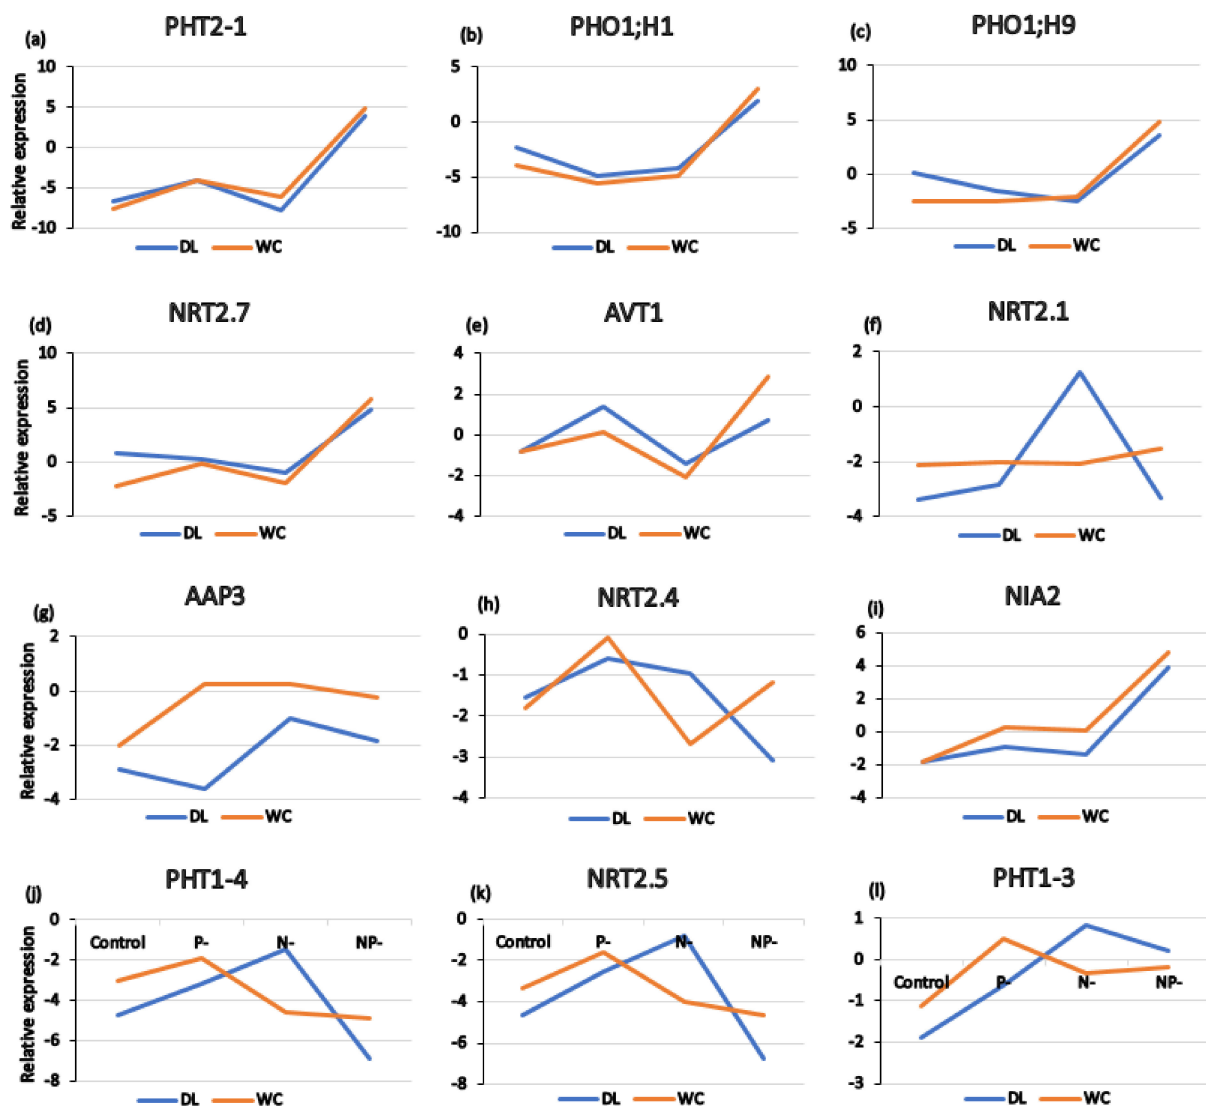 (a) PHT2-1
Relative expression
10
5
0
-5
-10
DL WC
(b) PHO1;H1
5
0
-5
-10
DL WC
(c) PHO1;H9
10
5
0
-5
DL WC
(d) NRT2.7
Relative expression
10
5
0
-5
DL WC
(e) AVT1
4
2
0
-2
-4
DL WC
(f) NRT2.1
2
0
-2
-4
DL WC
(g) AAP3
Relative expression
2
0
-2
-4
DL WC
(h) NRT2.4
0
-1
-2
-3
-4
DL WC
(i) NIA2
6
4
2
0
-2
-4
DL WC
(j) PHT1-4
Relative expression
0
-2
-4
-6
-8
Control P- N- NP-
DL WC
(k) NRT2.5
0
-2
-4
-6
-8
Control P- N- NP-
DL WC
(l) PHT1-3
1
0
-1
-2
-3
Control P- N- NP-
DL WC